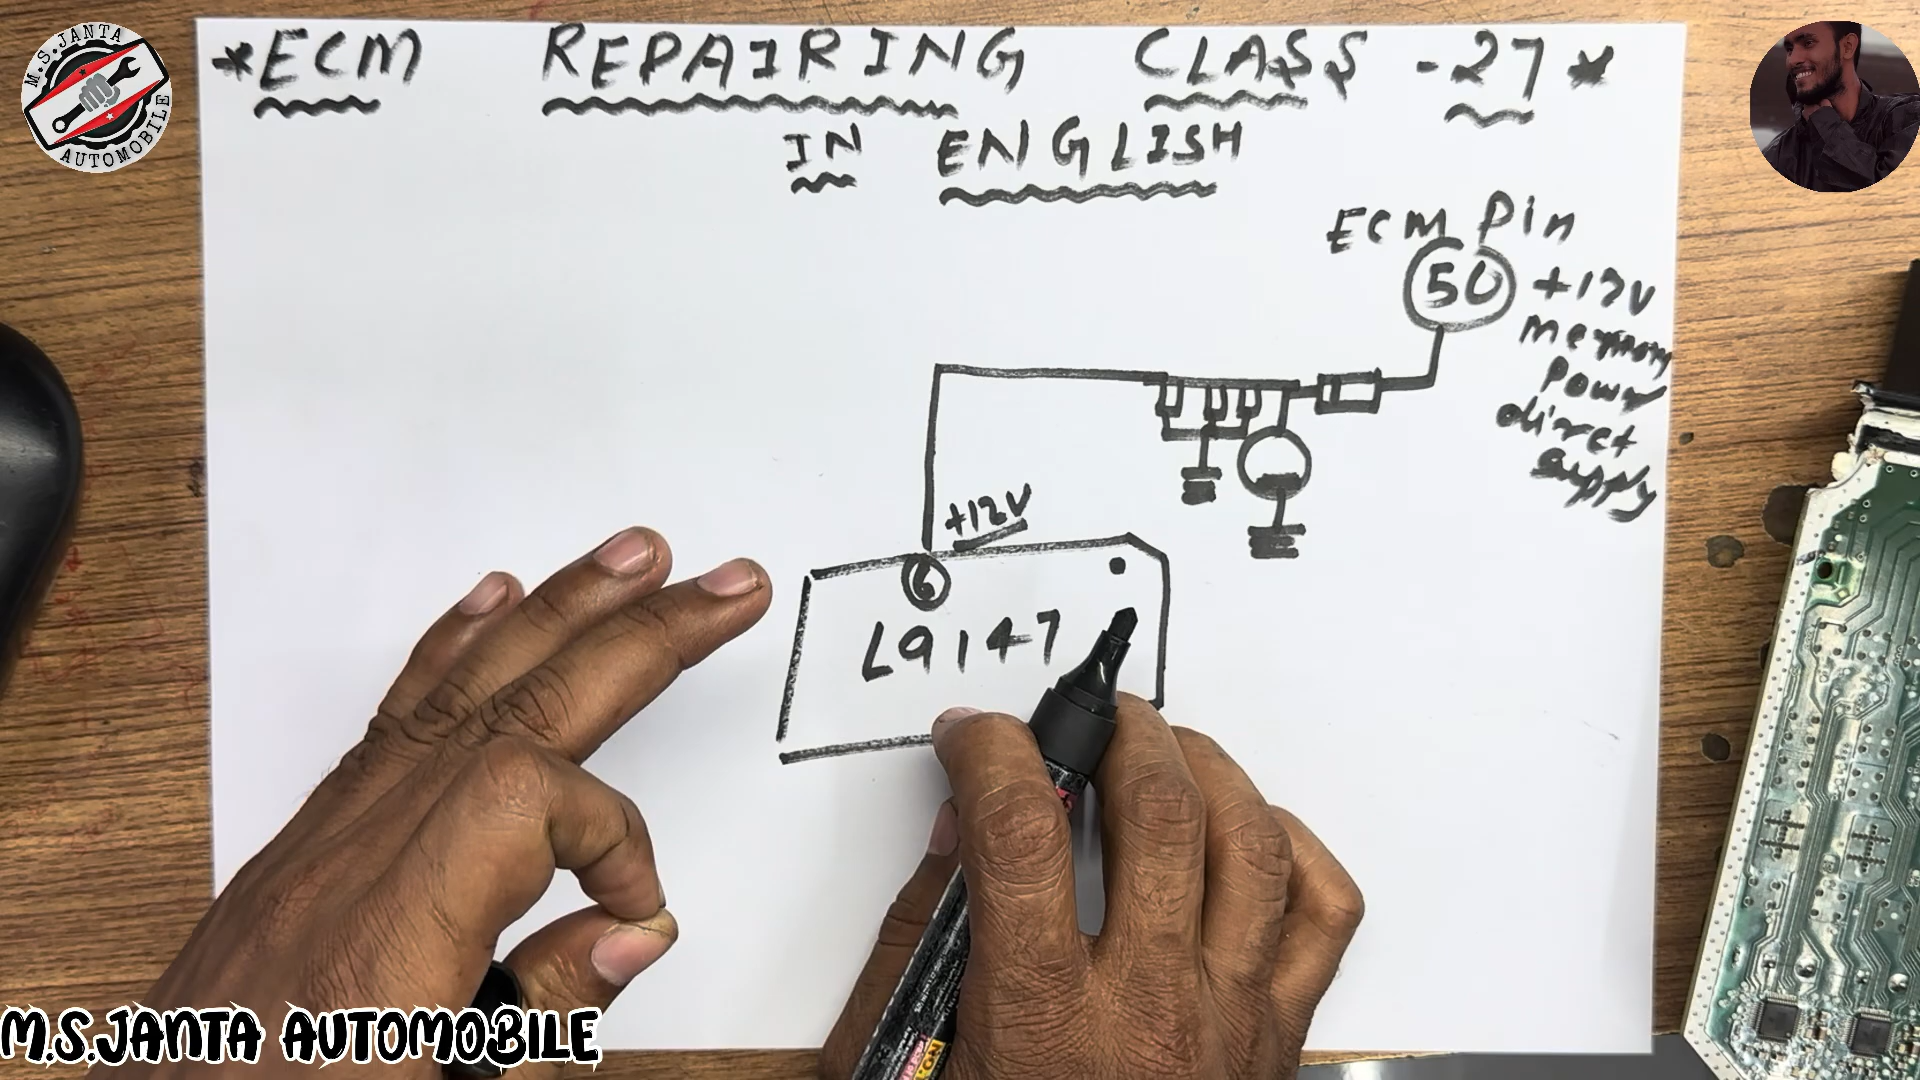 M.S.JANTA
AUTOMOBILE
*ECM REPAIRING CLASS -27*
IN ENGLISH
ECM Pin
50
+12V
Memory
Power
direct
supply
+12V
6
L9147
M.S.JANTA AUTOMOBILE